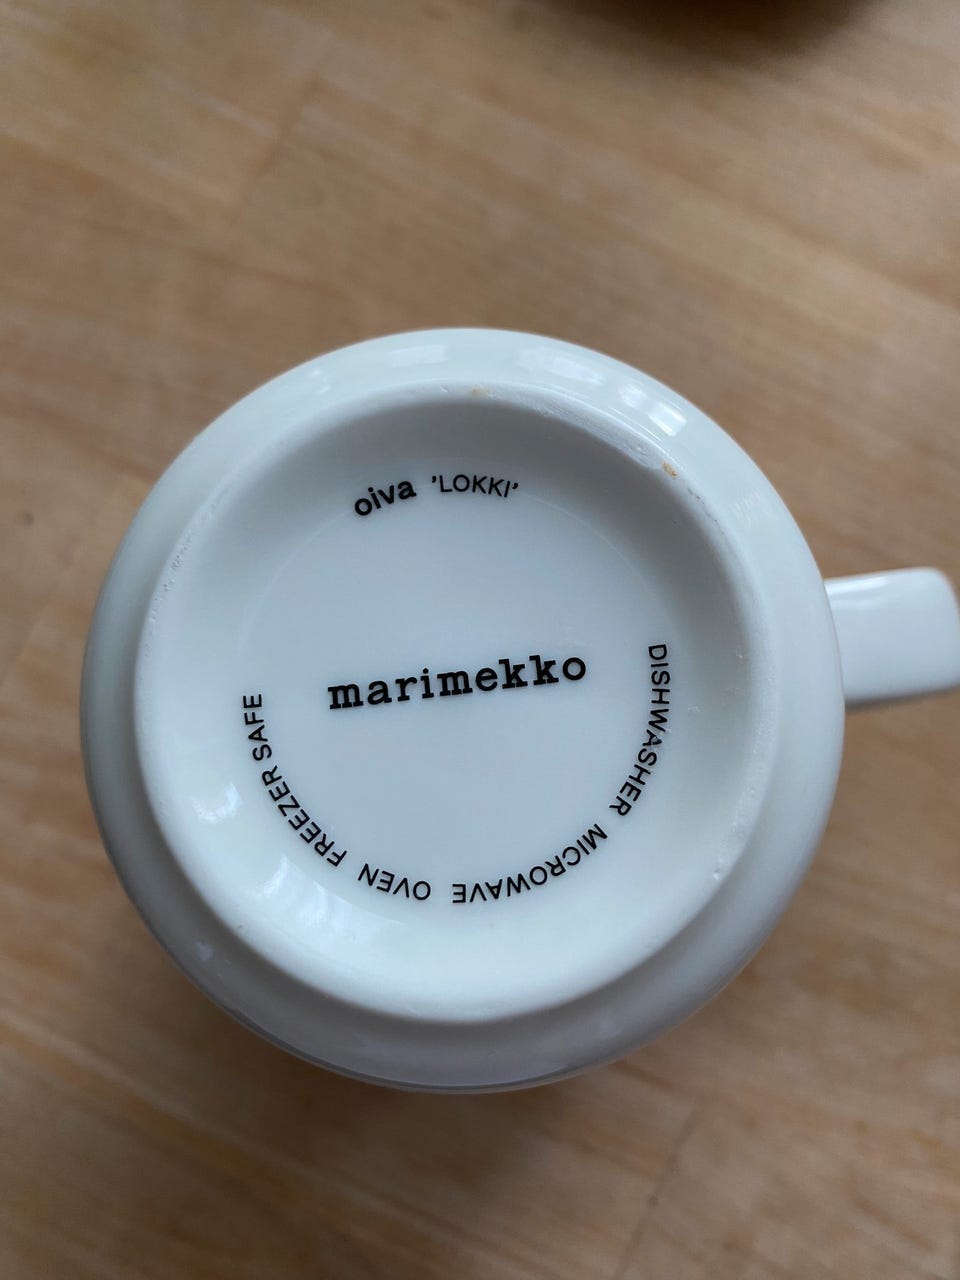 oiva ’LOKKI’
marimekko
DISHWASHER MICROWAVE OVEN FREEZER SAFE